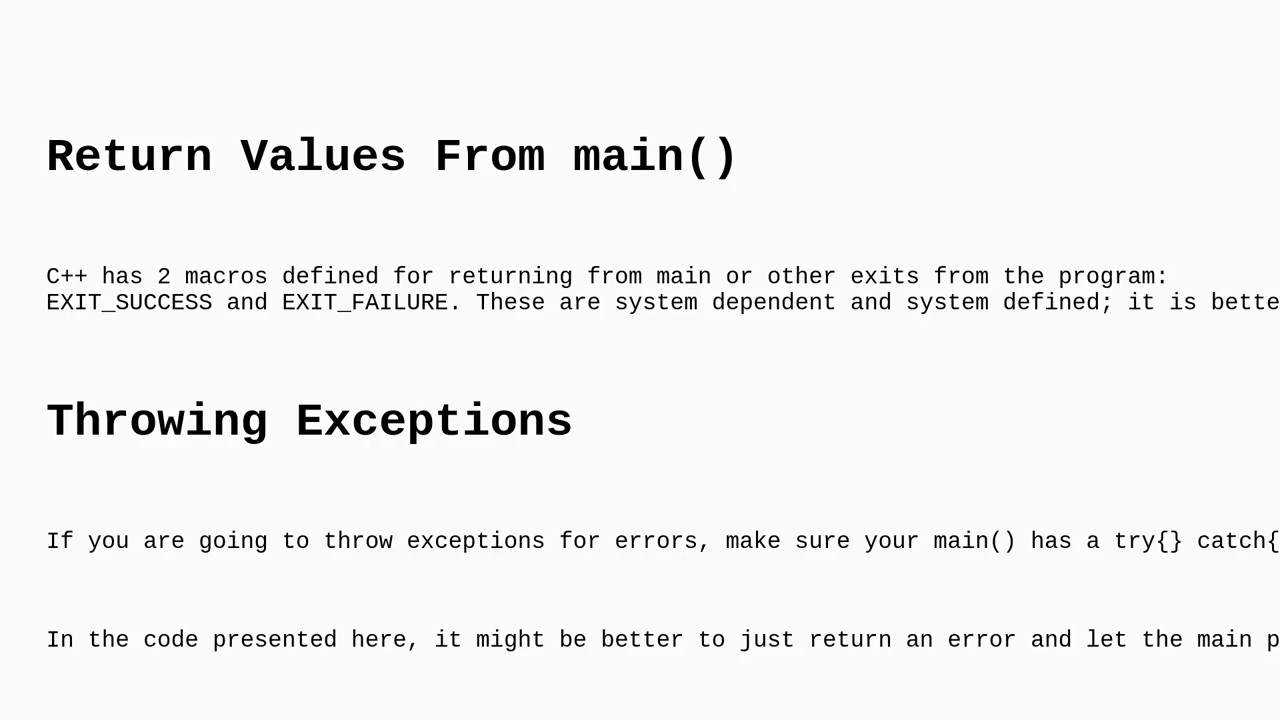 Return Values From main()
C++ has 2 macros defined for returning from main or other exits from the program:
EXIT_SUCCESS and EXIT_FAILURE. These are system dependent and system defined; it is bette
Throwing Exceptions
If you are going to throw exceptions for errors, make sure your main() has a try{} catch{
In the code presented here, it might be better to just return an error and let the main p